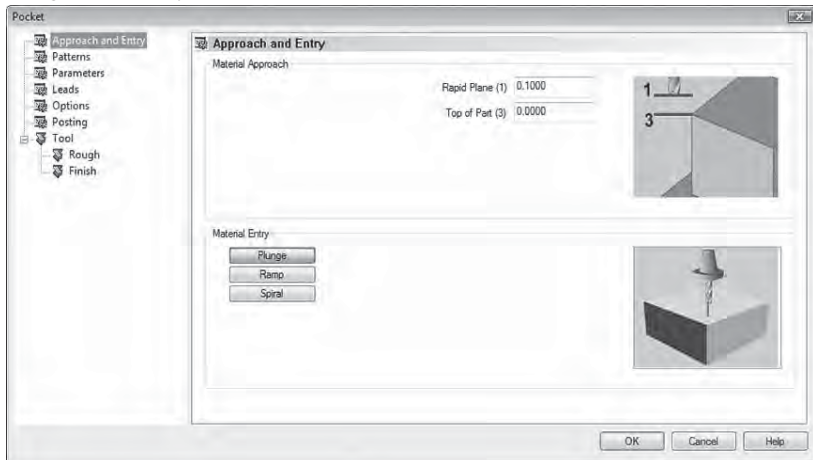 Pocket
Approach and Entry
Patterns
Parameters
Leads
Options
Posting
Tool
Rough
Finish
Approach and Entry
Material Approach
Rapid Plane (1) 0.1000
Top of Part (3) 0.0000
1
3
Material Entry
Plunge
Ramp
Spiral
OK Cancel Help